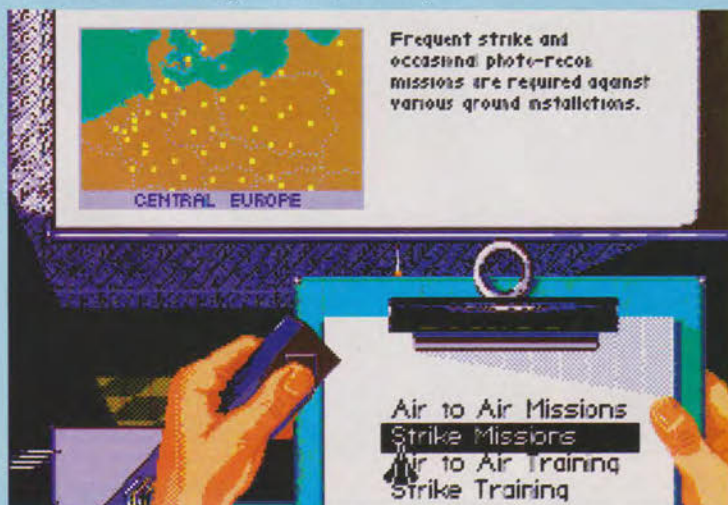 Frequent strike and
occasional photo-recon
missions are required against
various ground installations.
CENTRAL EUROPE
Air to Air Missions
Strike Missions
Air to Air Training
Strike Training